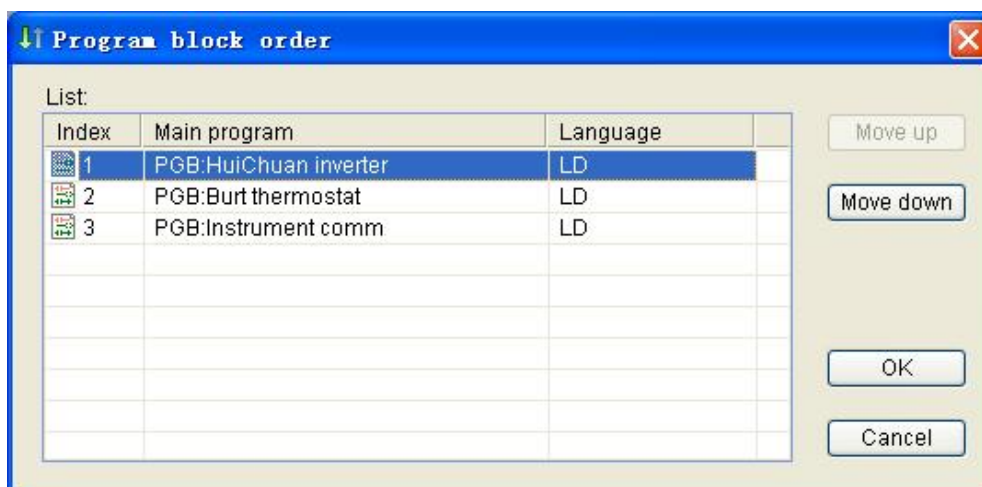 Program block order
List:
Index Main program Language
1 PGB:HuiChuan inverter LD
2 PGB:Burt thermostat LD
3 PGB:Instrument comm LD
Move up
Move down
OK
Cancel